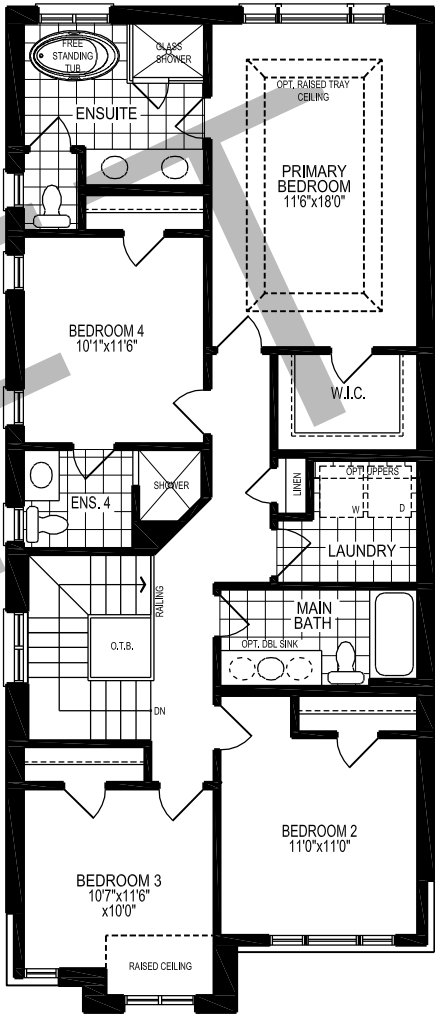 FREE
STANDING
TUB
GLASS
SHOWER
ENSUITE
OPT. RAISED TRAY
CEILING
PRIMARY
BEDROOM
11'6"x18'0"
BEDROOM 4
10'1"x11'6"
W.I.C.
ENS. 4
SHOWER
LINEN
OPT. UPPERS
W
D
LAUNDRY
RAILING
O.T.B.
DN
MAIN
BATH
OPT. DBL SINK
BEDROOM 2
11'0"x11'0"
BEDROOM 3
10'7"x11'6"
x10'0"
RAISED CEILING